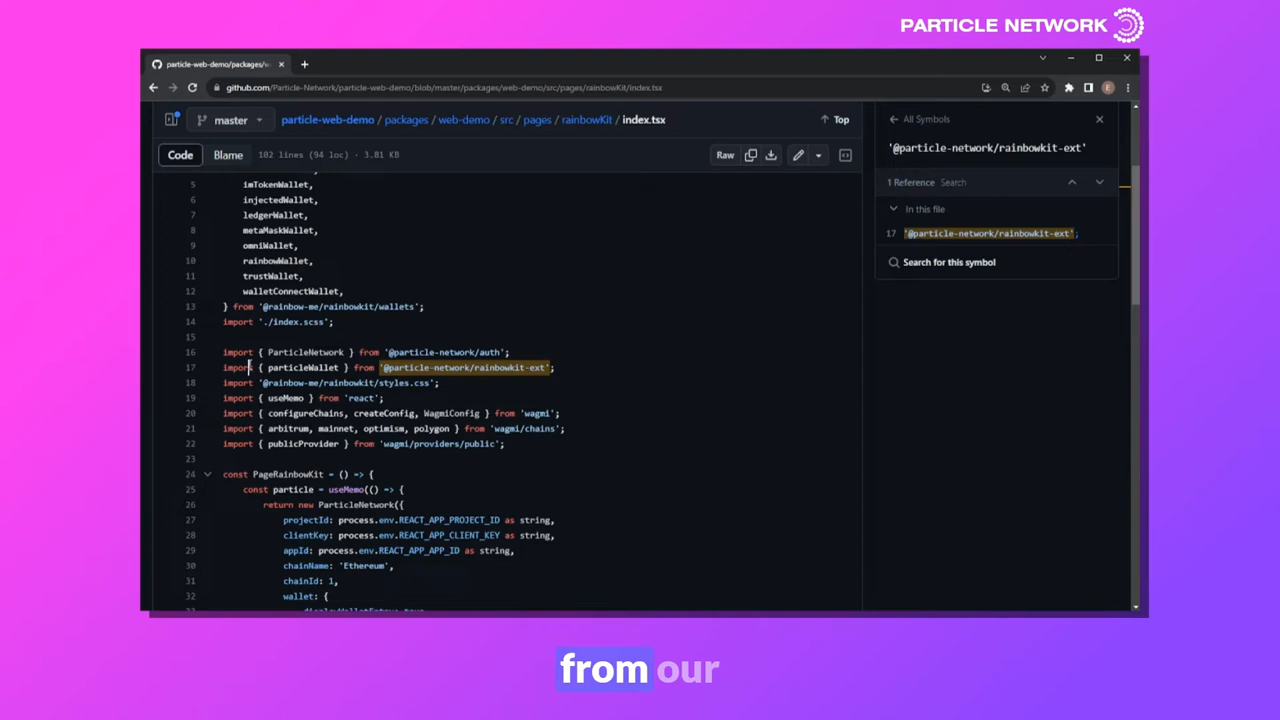 PARTICLE NETWORK
particle-web-demo/packages/w
github.com/Particle-Network/particle-web-demo/blob/master/packages/web-demo/src/pages/rainbowKit/index.tsx
E
master
particle-web-demo / packages / web-demo / src / pages / rainbowKit / index.tsx
Top
Code Blame 102 lines (94 loc) · 3.81 KB
Raw
5 imTokenWallet,
6 injectedWallet,
7 ledgerWallet,
8 metaMaskWallet,
9 omniWallet,
10 rainbowWallet,
11 trustWallet,
12 walletConnectWallet,
13 } from '@rainbow-me/rainbowkit/wallets';
14 import './index.scss';
15
16 import { ParticleNetwork } from '@particle-network/auth';
17 import { particleWallet } from '@particle-network/rainbowkit-ext';
18 import '@rainbow-me/rainbowkit/styles.css';
19 import { useMemo } from 'react';
20 import { configureChains, createConfig, WagmiConfig } from 'wagmi';
21 import { arbitrum, mainnet, optimism, polygon } from 'wagmi/chains';
22 import { publicProvider } from 'wagmi/providers/public';
23
24 const PageRainbowKit = () => {
25 const particle = useMemo(() => {
26 return new ParticleNetwork({
27 projectId: process.env.REACT_APP_PROJECT_ID as string,
28 clientKey: process.env.REACT_APP_CLIENT_KEY as string,
29 appId: process.env.REACT_APP_APP_ID as string,
30 chainName: 'Ethereum',
31 chainId: 1,
32 wallet: {
All Symbols
'@particle-network/rainbowkit-ext'
1 Reference Search
In this file
17 '@particle-network/rainbowkit-ext';
Search for this symbol
from our